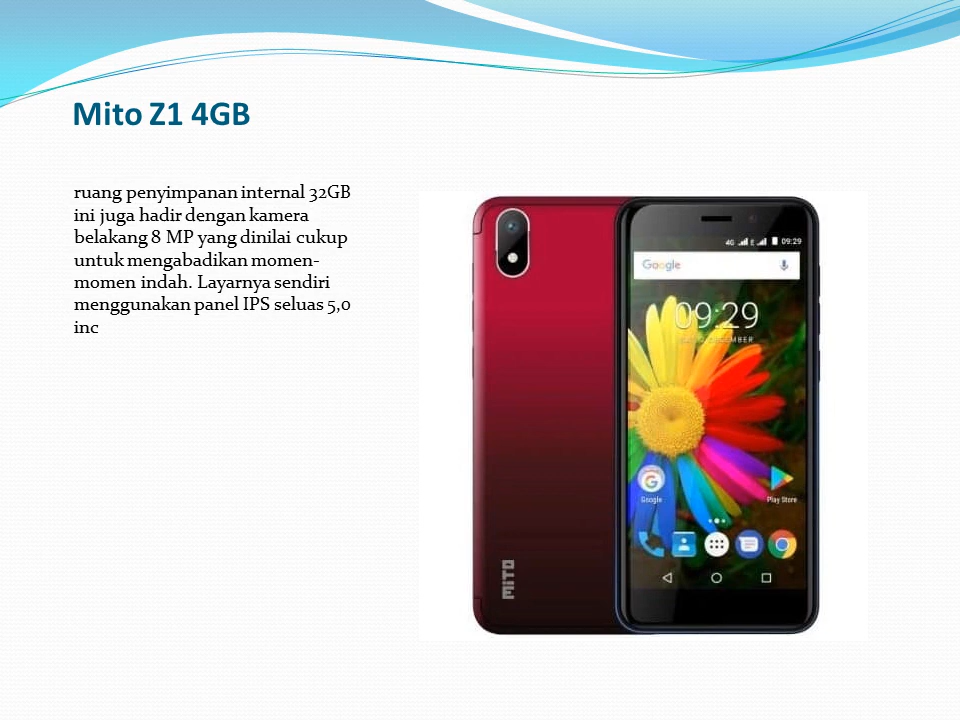 Mito Z1 4GB
ruang penyimpanan internal 32GB
ini juga hadir dengan kamera
belakang 8 MP yang dinilai cukup
untuk mengabadikan momen-
momen indah. Layarnya sendiri
menggunakan panel IPS seluas 5,0
inc
4G E 09:29
Google
09:29
Google
Play Store
MITO